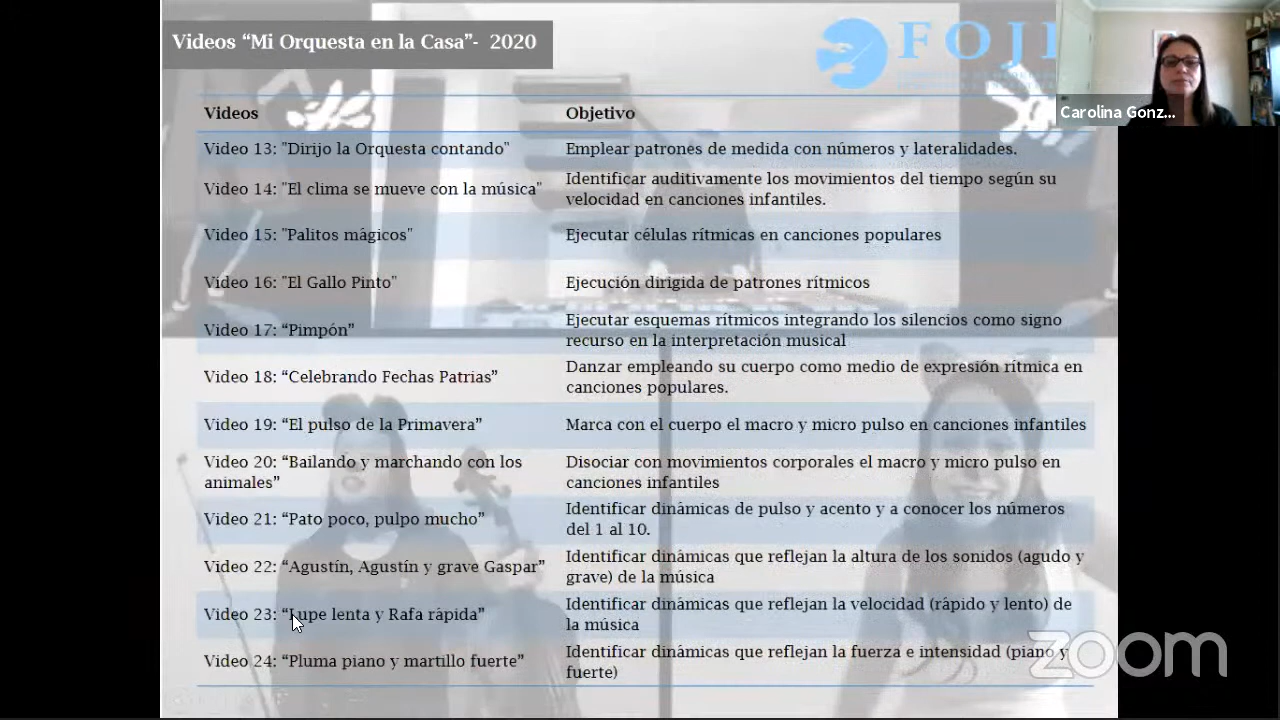 Videos “Mi Orquesta en la Casa”- 2020
FOJI
Carolina Gonz...
Videos Objetivo
Video 13: "Dirijo la Orquesta contando" Emplear patrones de medida con números y lateralidades.
Video 14: "El clima se mueve con la música" Identificar auditivamente los movimientos del tiempo según su
velocidad en canciones infantiles.
Video 15: "Palitos mágicos" Ejecutar células rítmicas en canciones populares
Video 16: "El Gallo Pinto" Ejecución dirigida de patrones rítmicos
Video 17: “Pimpón” Ejecutar esquemas rítmicos integrando los silencios como signo
recurso en la interpretación musical
Video 18: “Celebrando Fechas Patrias” Danzar empleando su cuerpo como medio de expresión rítmica en
canciones populares.
Video 19: “El pulso de la Primavera” Marca con el cuerpo el macro y micro pulso en canciones infantiles
Video 20: “Bailando y marchando con los
animales” Disociar con movimientos corporales el macro y micro pulso en
canciones infantiles
Video 21: “Pato poco, pulpo mucho” Identificar dinámicas de pulso y acento y a conocer los números
del 1 al 10.
Video 22: “Agustín, Agustín y grave Gaspar” Identificar dinámicas que reflejan la altura de los sonidos (agudo y
grave) de la música
Video 23: “Lupe lenta y Rafa rápida” Identificar dinámicas que reflejan la velocidad (rápido y lento) de
la música
Video 24: “Pluma piano y martillo fuerte” Identificar dinámicas que reflejan la fuerza e intensidad (piano y
fuerte)
zoom